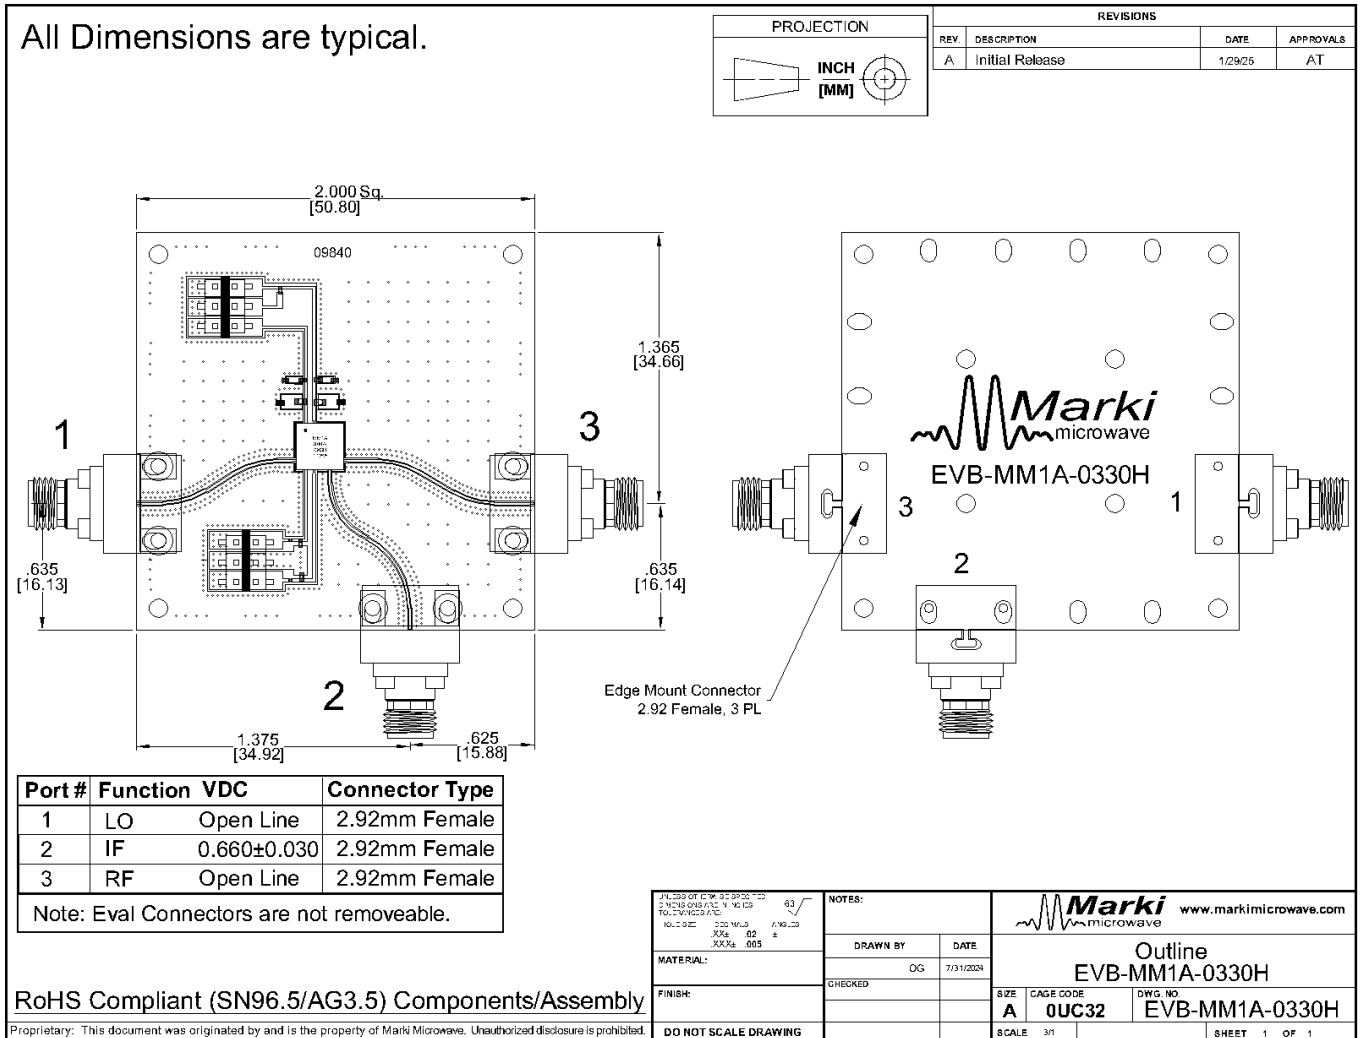 All Dimensions are typical.
PROJECTION
INCH
[MM]
REVISIONS
REV. DESCRIPTION DATE APPROVALS
A Initial Release 1/29/25 AT
2.000 Sq.
[50.80]
09840
1.365
[34.66]
1
3
.635
[16.13]
.635
[16.14]
2
1.375
[34.92]
.625
[15.88]
Marki
microwave
EVB-MM1A-0330H
3
1
2
Edge Mount Connector
2.92 Female, 3 PL
Port # Function VDC Connector Type
1 LO Open Line 2.92mm Female
2 IF 0.660±0.030 2.92mm Female
3 RF Open Line 2.92mm Female
Note: Eval Connectors are not removeable.
RoHS Compliant (SN96.5/AG3.5) Components/Assembly
Proprietary: This document was originated by and is the property of Marki Microwave. Unauthorized disclosure is prohibited.
63
.XX± .02 ±
.XXX± .005
MATERIAL:
FINISH:
DO NOT SCALE DRAWING
NOTES:
DRAWN BY DATE
OG 7/31/2024
CHECKED
Marki
microwave
www.markimicrowave.com
Outline
EVB-MM1A-0330H
SIZE CAGE CODE DWG. NO.
A 0UC32 EVB-MM1A-0330H
SCALE 3/1 SHEET 1 OF 1